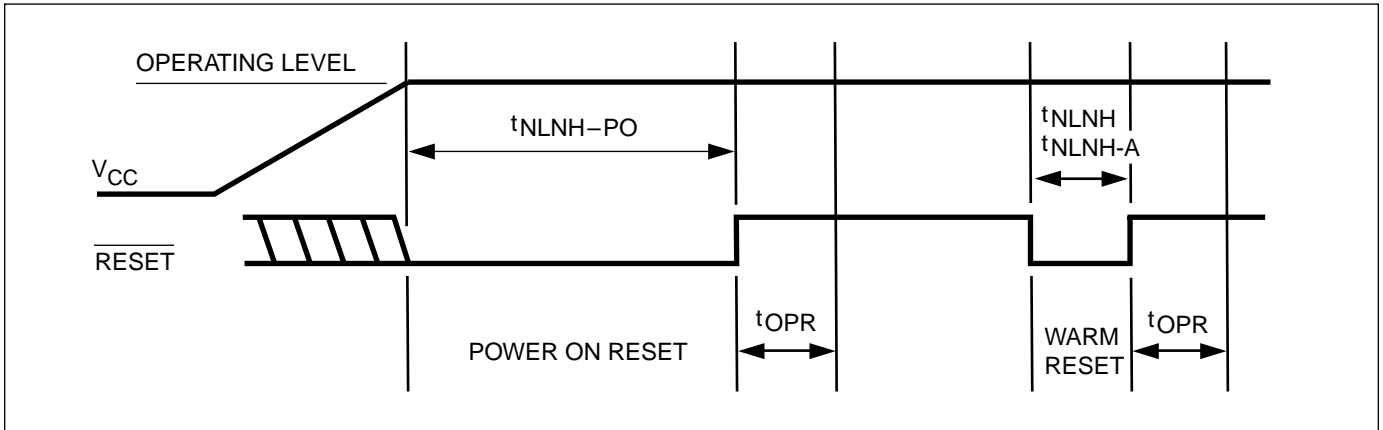 OPERATING LEVEL
tNLNH–PO
tNLNH
tNLNH-A
VCC
RESET
tOPR
tOPR
POWER ON RESET
WARM
RESET